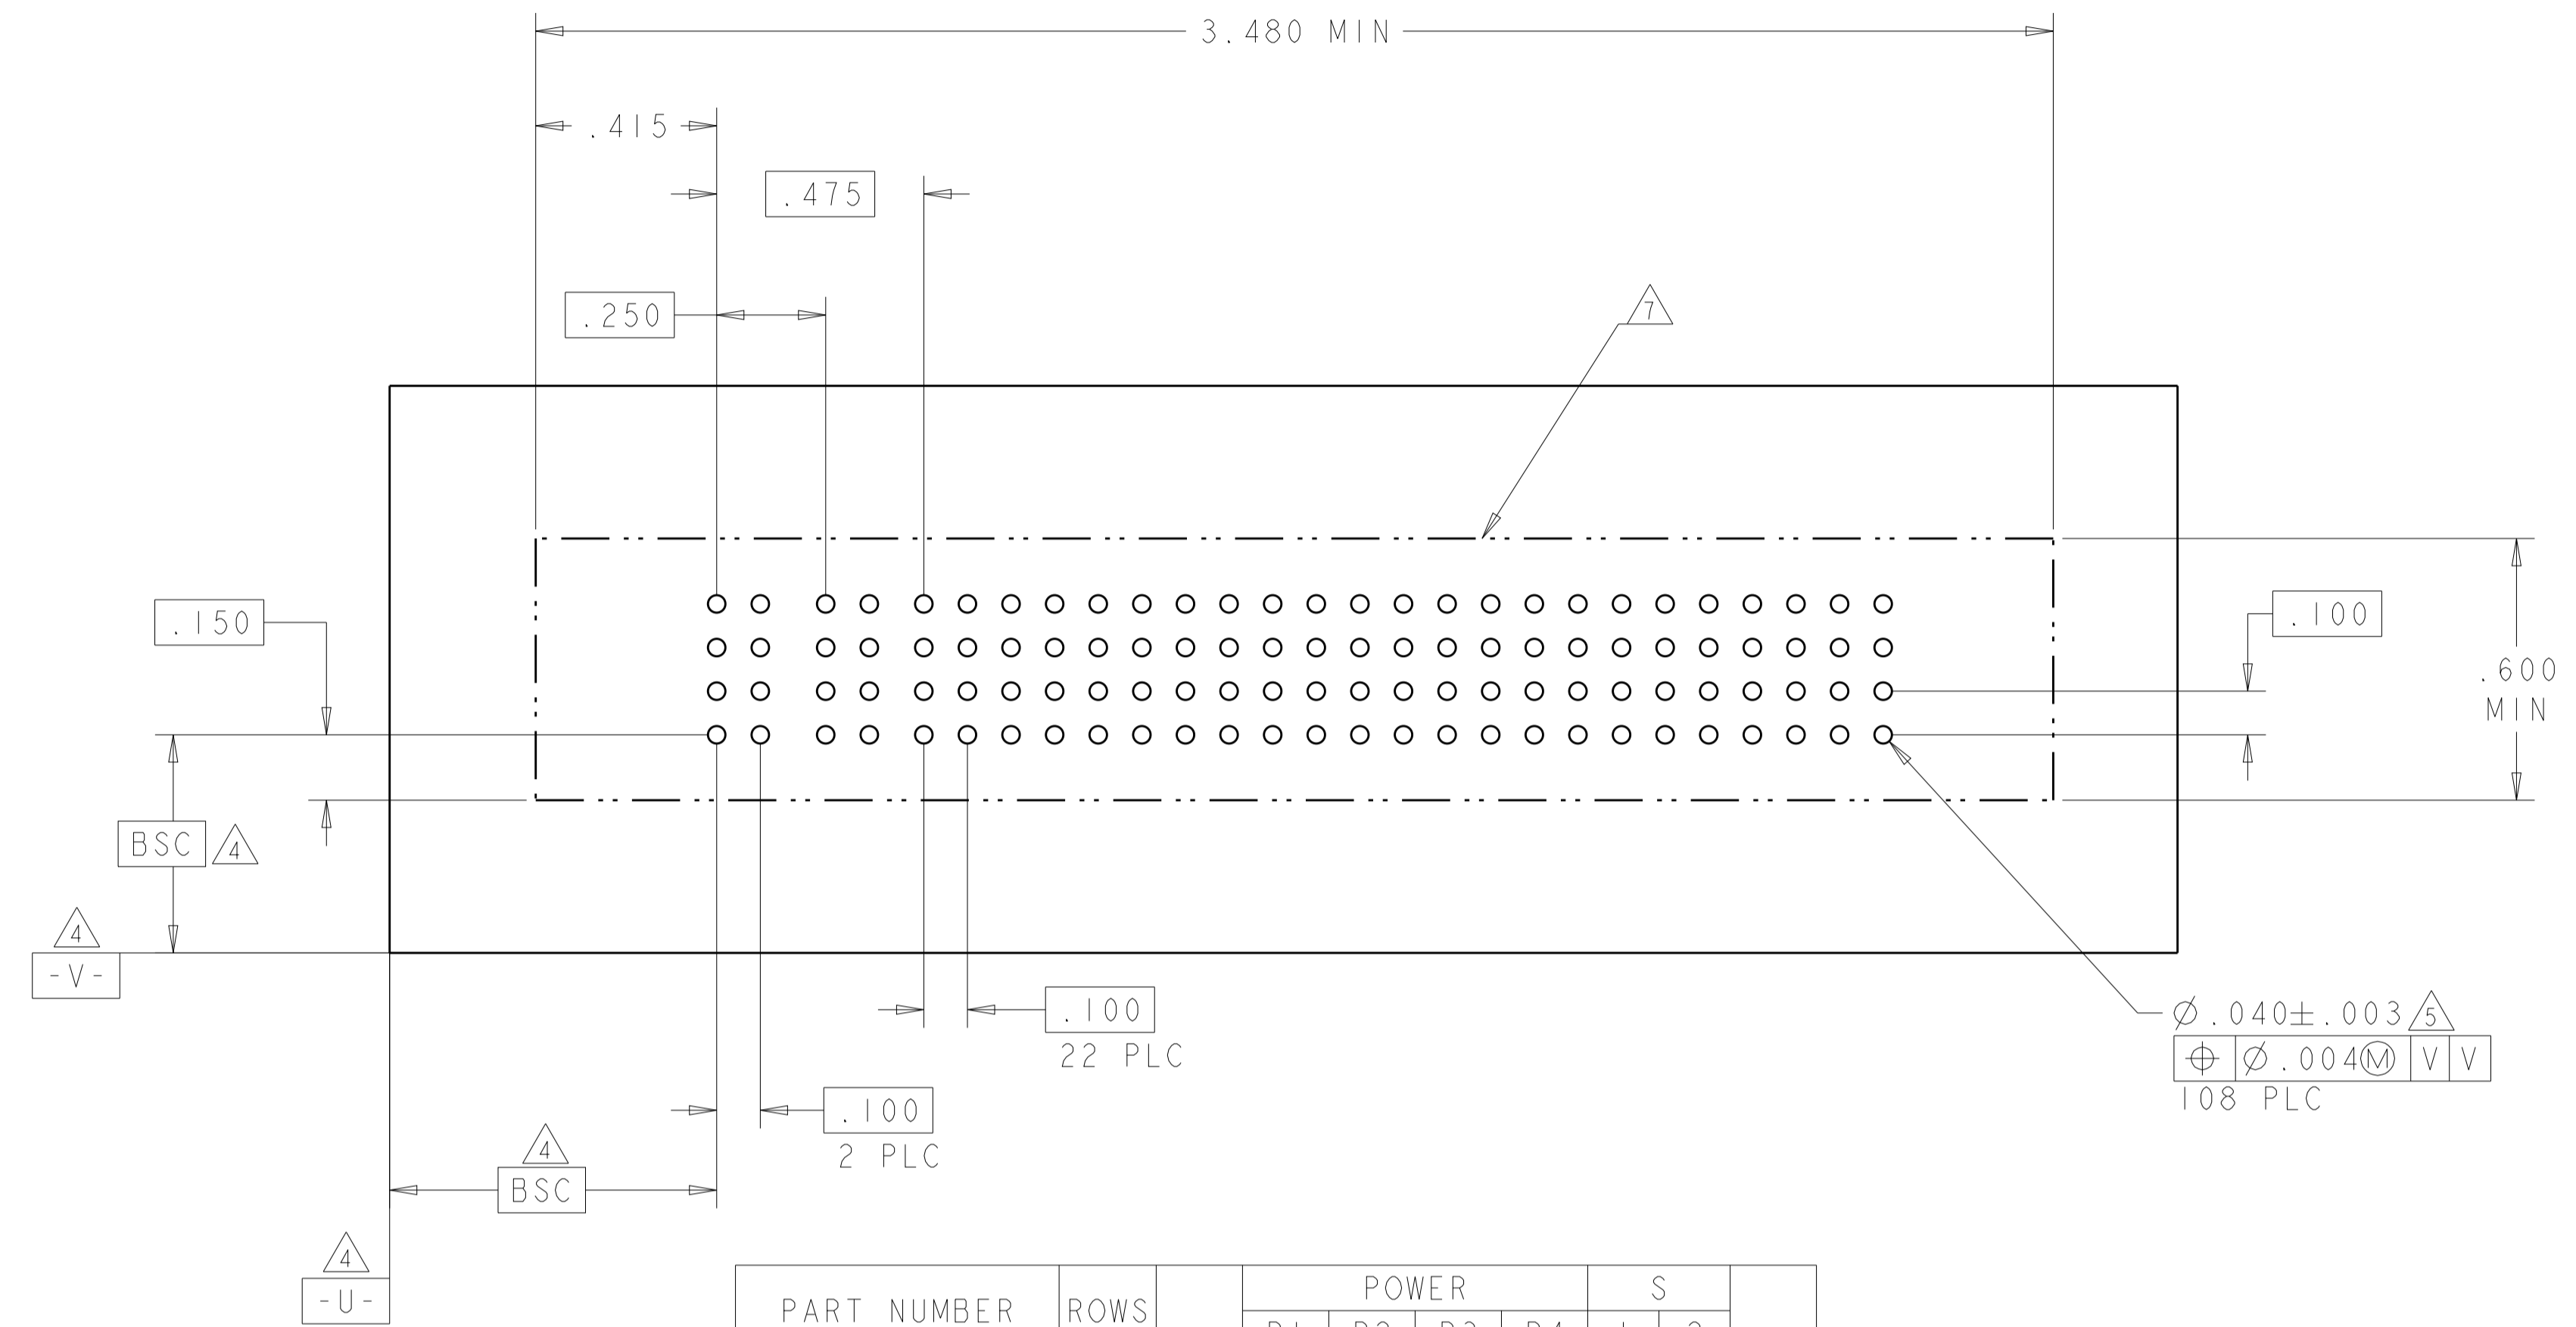 3.480 MIN
.415
.475
.250
7
.150
.100
.600
MIN
BSC 4
4
-V-
.100
22 PLC
Ø.040±.003 5
⌖ Ø.004Ⓜ V V
108 PLC
.100
2 PLC
4
BSC
4
-U-
POWER S
PART NUMBER ROWS